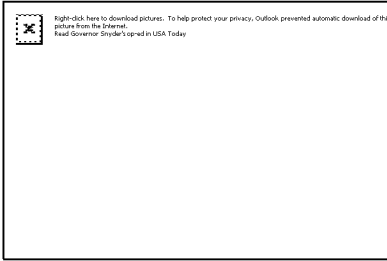 Right-click here to download pictures. To help protect your privacy, Outlook prevented automatic download of thi
picture from the Internet.
Read Governor Snyder's op-ed in USA Today